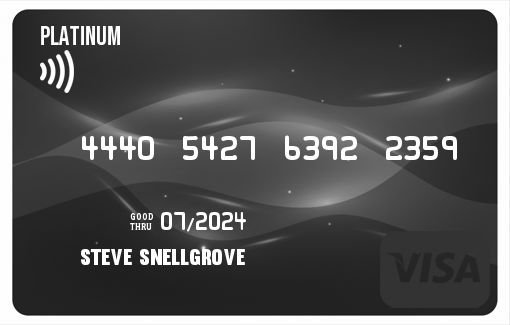 PLATINUM
4440 5427 6392 2359
GOOD THRU 07/2024
STEVE SNELLGROVE
VISA